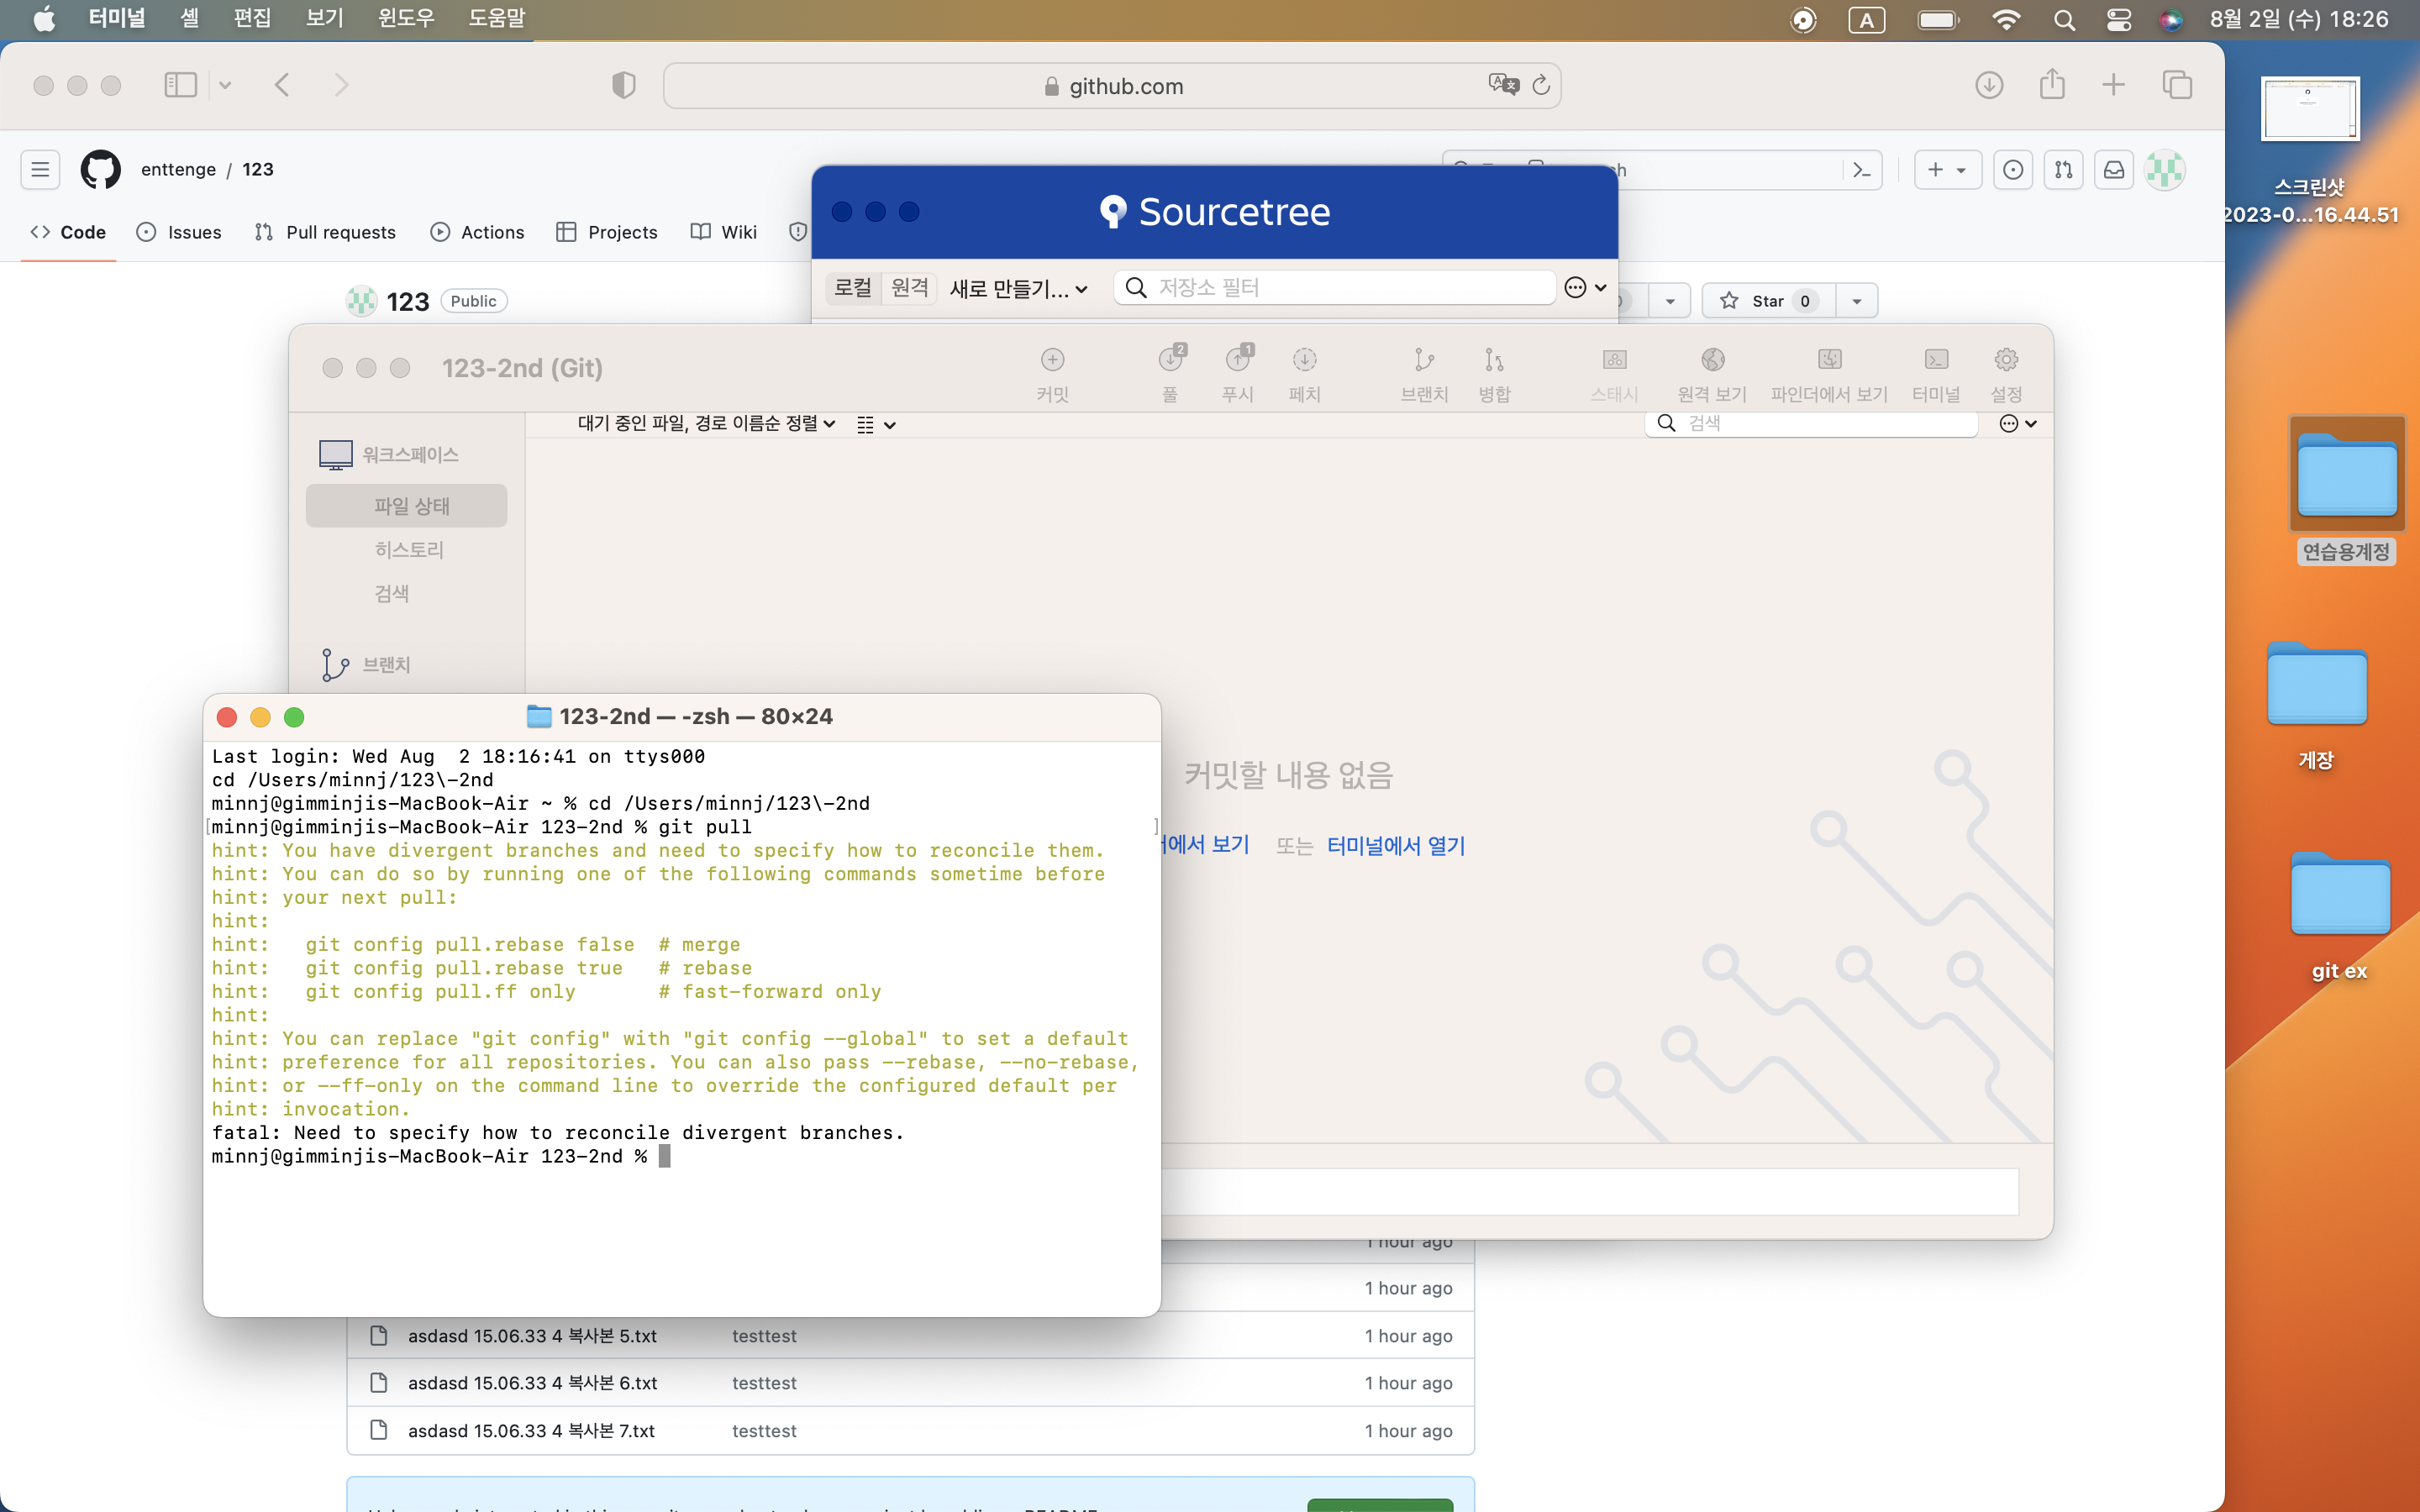 터미널 셸 편집 보기 윈도우 도움말 A 8월 2일 (수) 18:26
github.com
enttenge / 123
Code Issues Pull requests Actions Projects Wiki
123 Public
Star 0
Sourcetree
로컬 원격 새로 만들기... 저장소 필터
123-2nd (Git)
2 1
커밋 풀 푸시 페치 브랜치 병합 스태시 원격 보기 파인더에서 보기 터미널 설정
대기 중인 파일, 경로 이름순 정렬 검색
워크스페이스
파일 상태
히스토리
검색
브랜치
커밋할 내용 없음
에서 보기 또는 터미널에서 열기
123-2nd — -zsh — 80×24
Last login: Wed Aug  2 18:16:41 on ttys000
cd /Users/minnj/123\-2nd
minnj@gimminjis-MacBook-Air ~ % cd /Users/minnj/123\-2nd
[minnj@gimminjis-MacBook-Air 123-2nd % git pull ]
hint: You have divergent branches and need to specify how to reconcile them.
hint: You can do so by running one of the following commands sometime before
hint: your next pull:
hint:
hint:   git config pull.rebase false  # merge
hint:   git config pull.rebase true   # rebase
hint:   git config pull.ff only       # fast-forward only
hint:
hint: You can replace "git config" with "git config --global" to set a default
hint: preference for all repositories. You can also pass --rebase, --no-rebase,
hint: or --ff-only on the command line to override the configured default per
hint: invocation.
fatal: Need to specify how to reconcile divergent branches.
minnj@gimminjis-MacBook-Air 123-2nd %
1 hour ago
1 hour ago
asdasd 15.06.33 4 복사본 5.txt testtest 1 hour ago
asdasd 15.06.33 4 복사본 6.txt testtest 1 hour ago
asdasd 15.06.33 4 복사본 7.txt testtest 1 hour ago
스크린샷
2023-0...16.44.51
연습용계정
게장
git ex